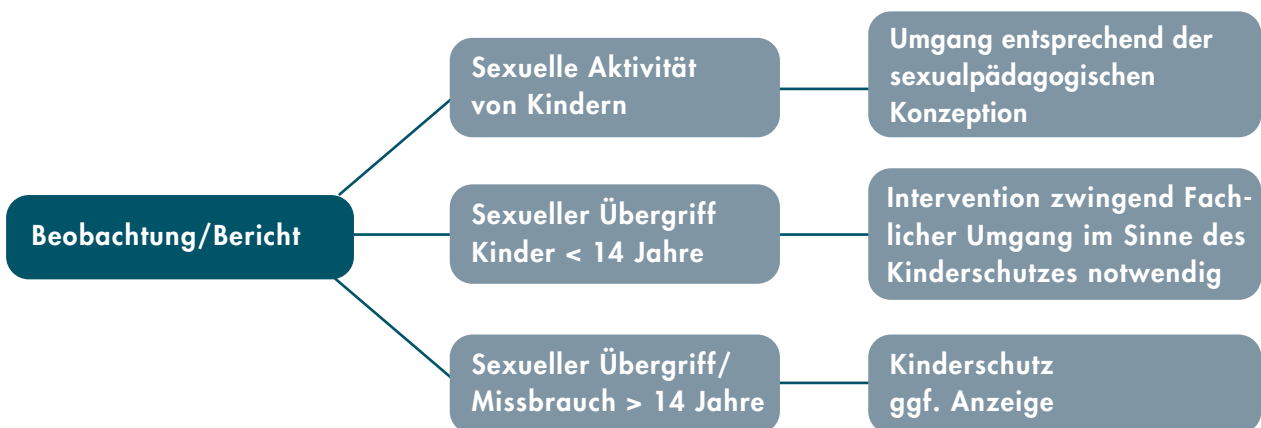 Beobachtung/Bericht
Sexuelle Aktivität
von Kindern
Umgang entsprechend der
sexualpädagogischen
Konzeption
Sexueller Übergriff
Kinder < 14 Jahre
Intervention zwingend Fach-
licher Umgang im Sinne des
Kinderschutzes notwendig
Sexueller Übergriff/
Missbrauch > 14 Jahre
Kinderschutz
ggf. Anzeige